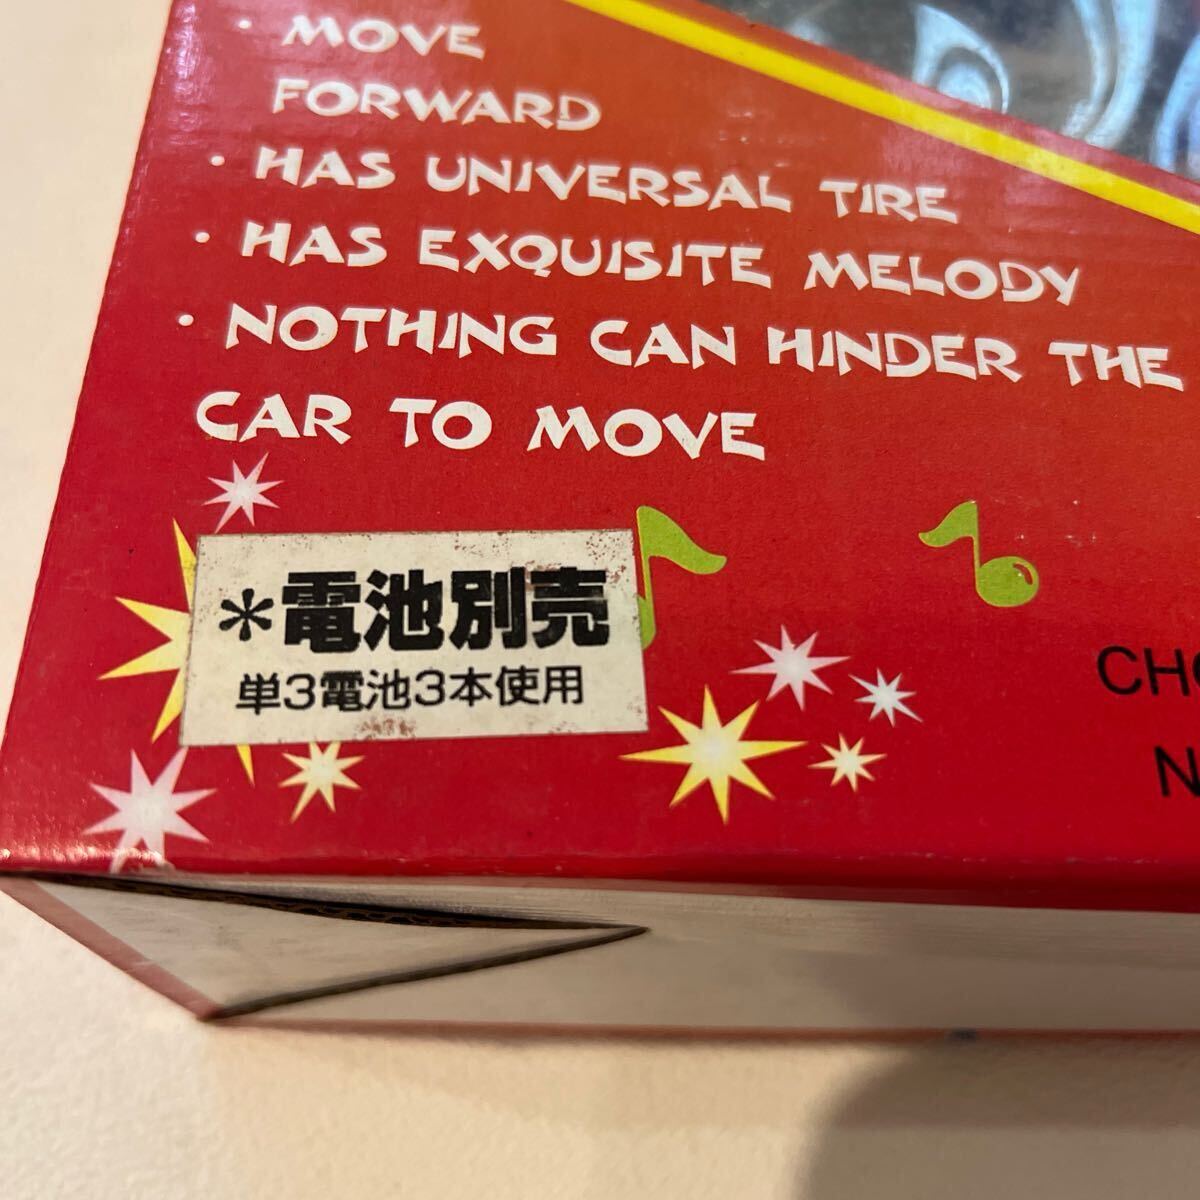 · MOVE
FORWARD
· HAS UNIVERSAL TIRE
· HAS EXQUISITE MELODY
· NOTHING CAN HINDER THE
CAR TO MOVE
*電池別売
単3電池3本使用